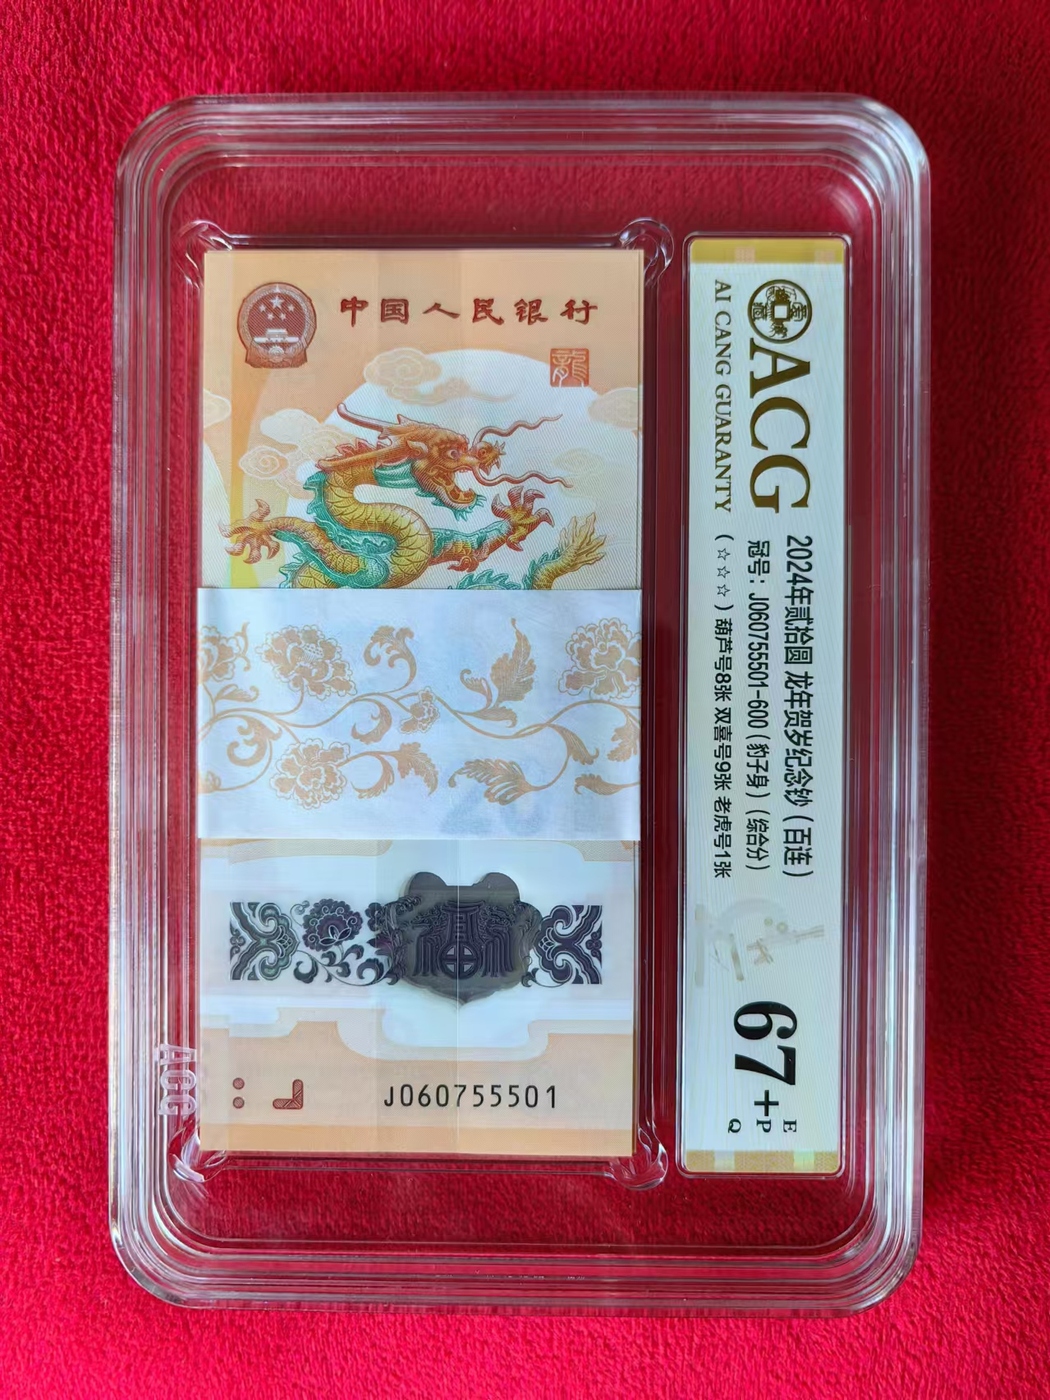 中国人民银行
龍
J060755501
ACG
ACG
AI CANG GUARANTY
2024年贰拾圆 龙年贺岁纪念钞（百连）
冠号：J060755501-600（豹子身）（综合分）
（☆☆☆）葫芦号8张 双喜号9张 老虎号1张
67+
E
P
Q